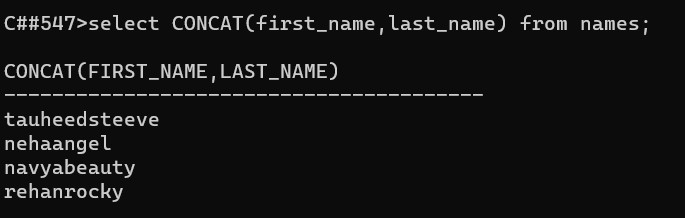 C##547>select CONCAT(first_name,last_name) from names;
CONCAT(FIRST_NAME,LAST_NAME)
----------------------------------------
tauheedsteeve
nehaangel
navyabeauty
rehanrocky